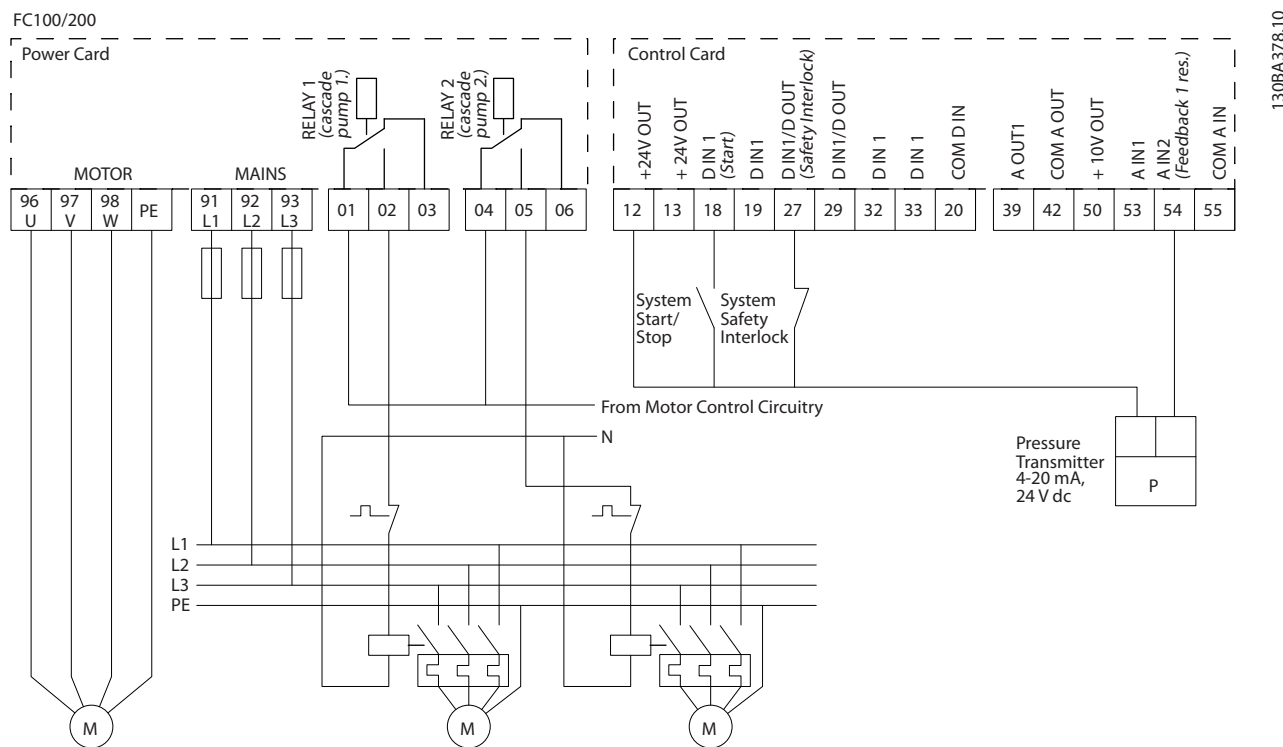 FC100/200
130BA378.10
Power Card
Control Card
RELAY 1
(cascade
pump 1.)
RELAY 2
(cascade
pump 2.)
+24V OUT
+ 24V OUT
D IN 1
(Start)
D IN1
D IN1/D OUT
(Safety Interlock)
D IN1/D OUT
D IN 1
D IN 1
COM D IN
A OUT1
COM A OUT
+ 10V OUT
A IN1
A IN2
(Feedback 1 res.)
COM A IN
MOTOR
MAINS
96 97 98 PE 91 92 93 01 02 03 04 05 06 12 13 18 19 27 29 32 33 20 39 42 50 53 54 55
U V W L1 L2 L3
System
Start/
Stop
System
Safety
Interlock
From Motor Control Circuitry
N
Pressure
Transmitter
4-20 mA,
24 V dc
P
L1
L2
L3
PE
M M M